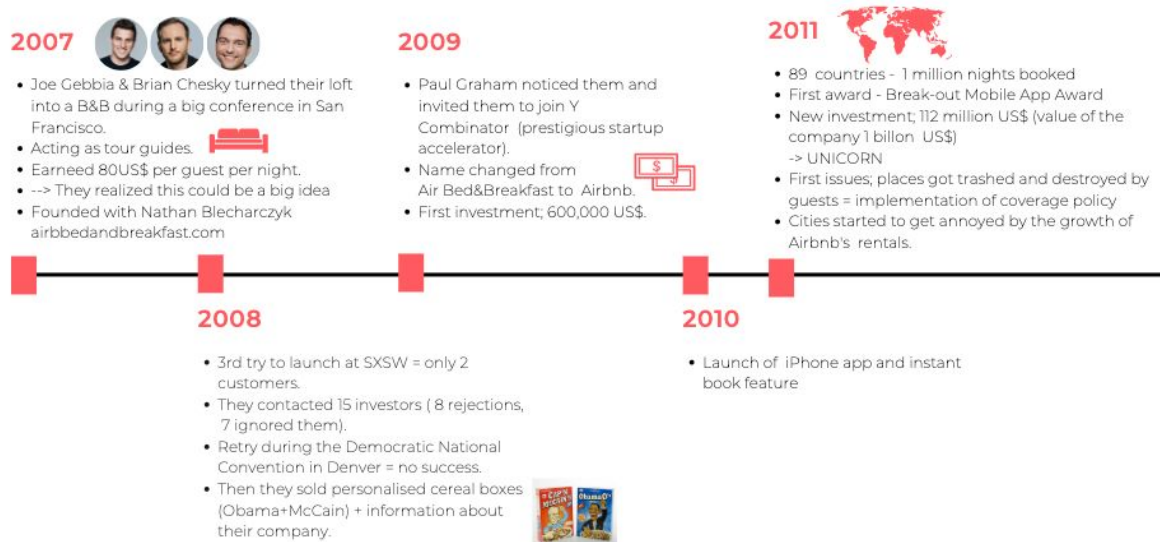 2007
• Joe Gebbia & Brian Chesky turned their loft
into a B&B during a big conference in San
Francisco.
• Acting as tour guides.
• Earneed 80US$ per guest per night.
• --> They realized this could be a big idea
• Founded with Nathan Blecharczyk
airbbedandbreakfast.com
2008
• 3rd try to launch at SXSW = only 2
customers.
• They contacted 15 investors ( 8 rejections,
7 ignored them).
• Retry during the Democratic National
Convention in Denver = no success.
• Then they sold personalised cereal boxes
(Obama+McCain) + information about
their company.
CAP'N
McCAIN'S
Obama O's
2009
• Paul Graham noticed them and
invited them to join Y
Combinator (prestigious startup
accelerator).
• Name changed from
Air Bed&Breakfast to Airbnb.
• First investment; 600,000 US$.
$
$
2010
• Launch of iPhone app and instant
book feature
2011
• 89 countries - 1 million nights booked
• First award - Break-out Mobile App Award
• New investment; 112 million US$ (value of the
company 1 billon US$)
-> UNICORN
• First issues; places got trashed and destroyed by
guests = implementation of coverage policy
• Cities started to get annoyed by the growth of
Airbnb's rentals.